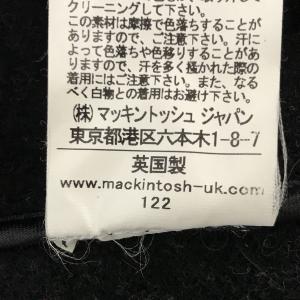 クリーニングして下さい。
この素材は摩擦で色落ちすることが
ありますので、ご注意下さい。汗に
よって色落ちや色移りすることが
ありますので、汗を多く掻かれた際の
着用にはご注意下さい。また、なる
べく白物との着用はお避け下さい。
㈱ マッキントッシュ ジャパン
東京都港区六本木1-8-7
英国製
www.mackintosh-uk.com
122